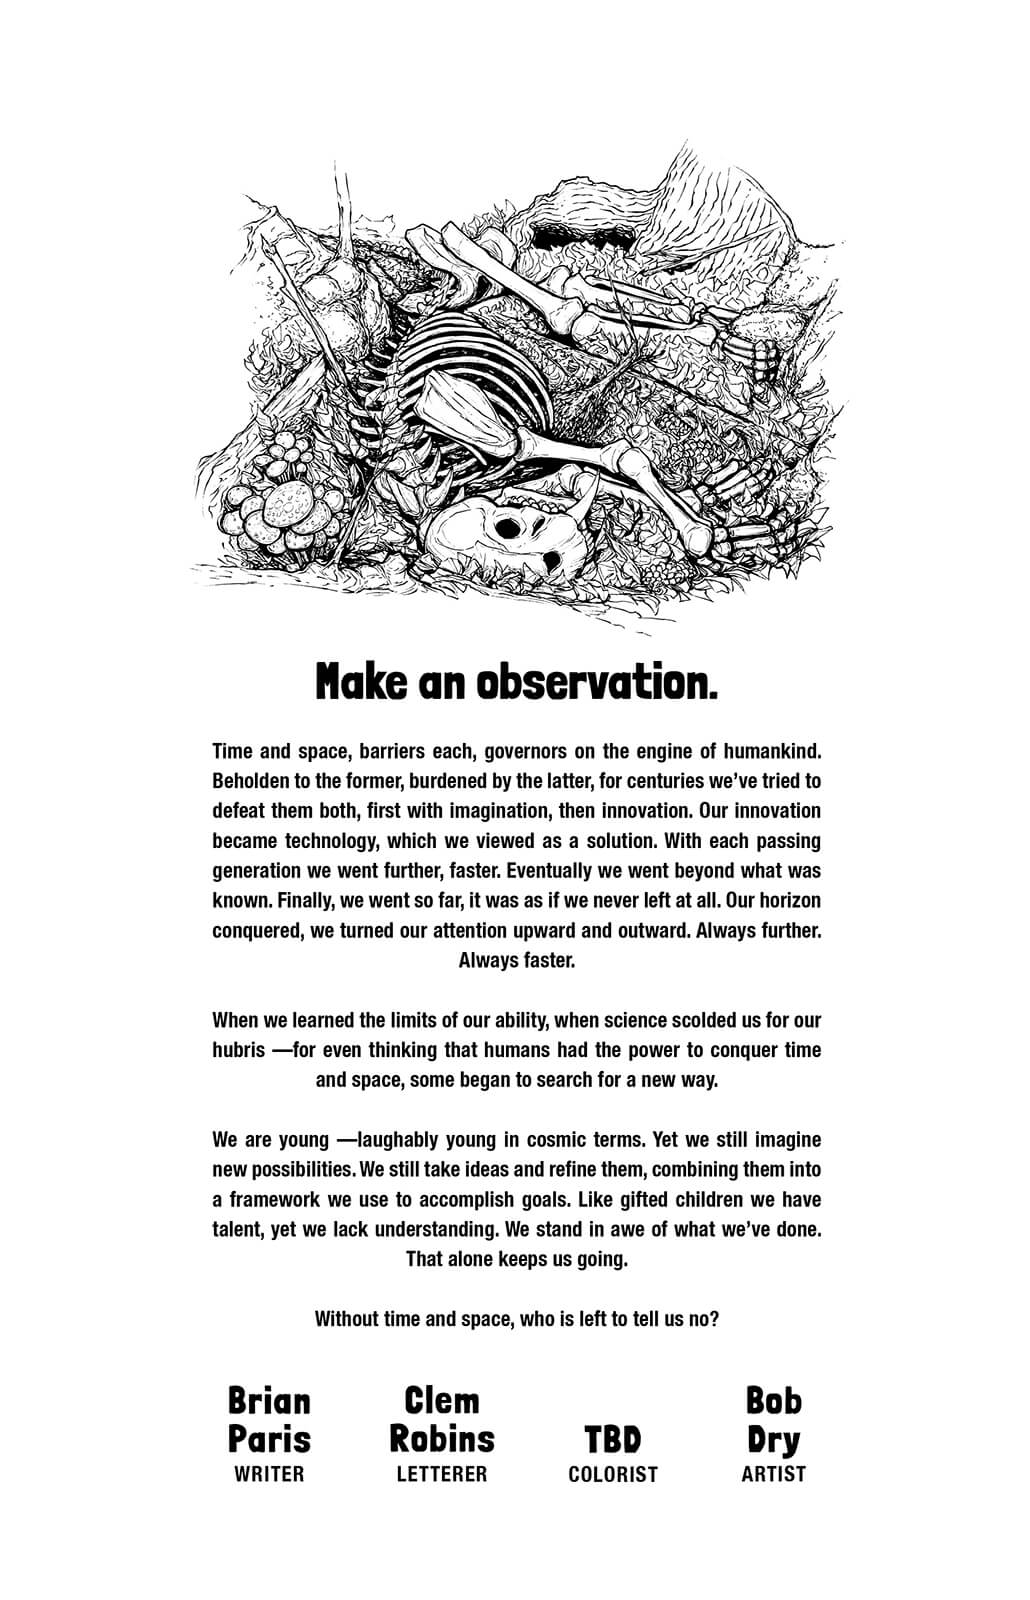 Make an observation.
Time and space, barriers each, governors on the engine of humankind.
Beholden to the former, burdened by the latter, for centuries we've tried to
defeat them both, first with imagination, then innovation. Our innovation
became technology, which we viewed as a solution. With each passing
generation we went further, faster. Eventually we went beyond what was
known. Finally, we went so far, it was as if we never left at all. Our horizon
conquered, we turned our attention upward and outward. Always further.
Always faster.
When we learned the limits of our ability, when science scolded us for our
hubris —for even thinking that humans had the power to conquer time
and space, some began to search for a new way.
We are young —laughably young in cosmic terms. Yet we still imagine
new possibilities. We still take ideas and refine them, combining them into
a framework we use to accomplish goals. Like gifted children we have
talent, yet we lack understanding. We stand in awe of what we've done.
That alone keeps us going.
Without time and space, who is left to tell us no?
Brian
Paris
WRITER
Clem
Robins
LETTERER
TBD
COLORIST
Bob
Dry
ARTIST